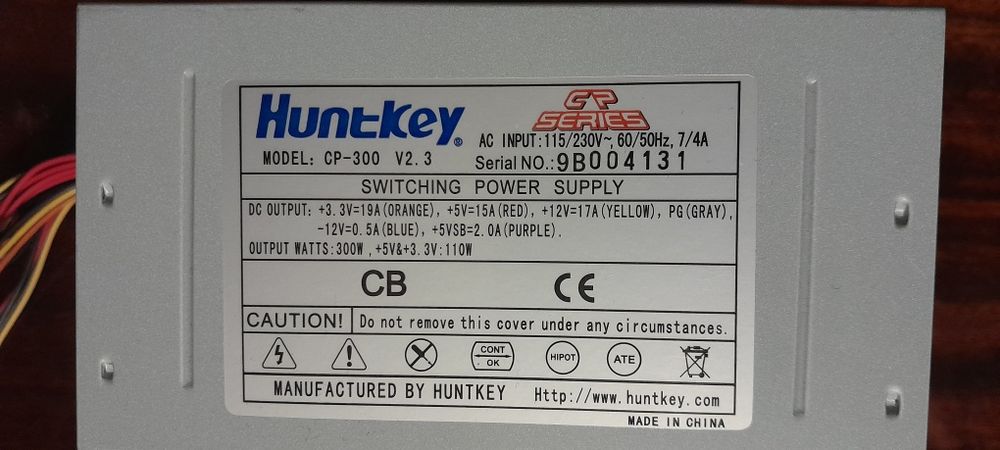 Huntkey®
CP
SERIES
MODEL: CP-300 V2.3
AC INPUT:115/230V~, 60/50Hz, 7/4A
Serial NO.:9B004131
SWITCHING POWER SUPPLY
DC OUTPUT: +3.3V=19A(ORANGE), +5V=15A(RED), +12V=17A(YELLOW), PG(GRAY),
-12V=0.5A(BLUE), +5VSB=2.0A(PURPLE).
OUTPUT WATTS:300W ,+5V&+3.3V:110W
CB CE
CAUTION! Do not remove this cover under any circumstances.
CONT
OK
HIPOT
ATE
MANUFACTURED BY HUNTKEY Http://www.huntkey.com
MADE IN CHINA